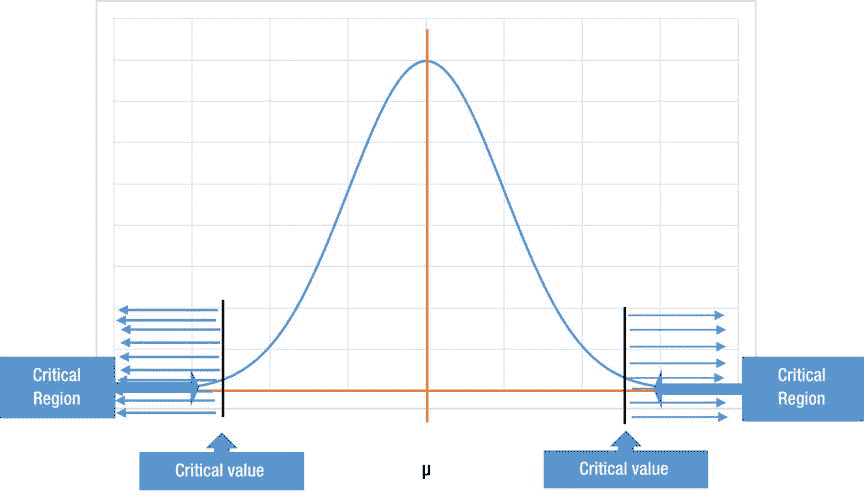 Critical
Region
Critical
Region
Critical value
μ
Critical value